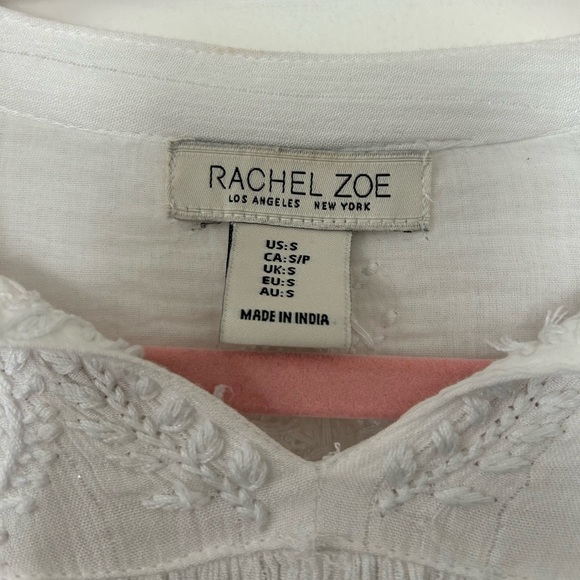 RACHEL ZOE
LOS ANGELES NEW YORK
US:S
CA:S/P
UK:S
EU:S
AU:S
MADE IN INDIA